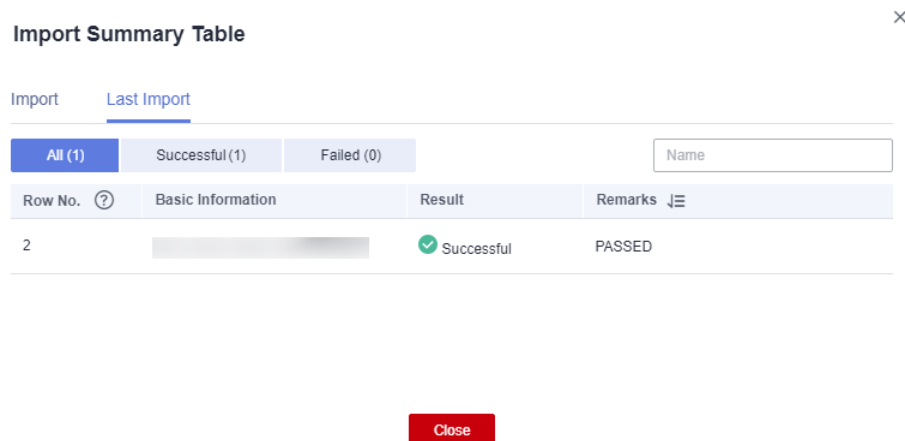 Import Summary Table
Import Last Import
All (1) Successful (1) Failed (0) Name
Row No. ? Basic Information Result Remarks
2 Successful PASSED
Close